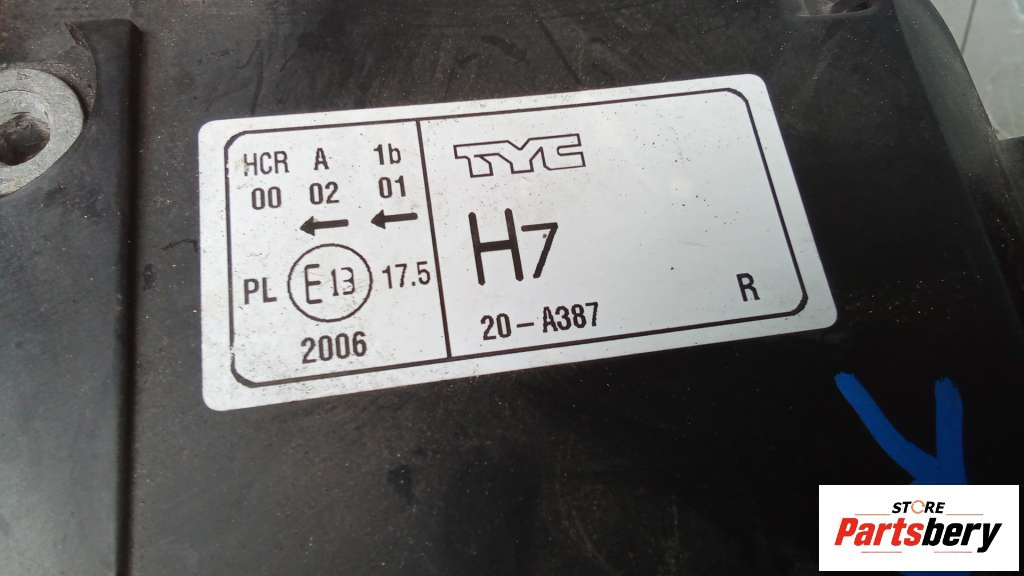 HCR A 1b
00 02 01
← ←
PL E13 17.5
2006
TYC
H7
20-A387 R
STORE
Partsbery